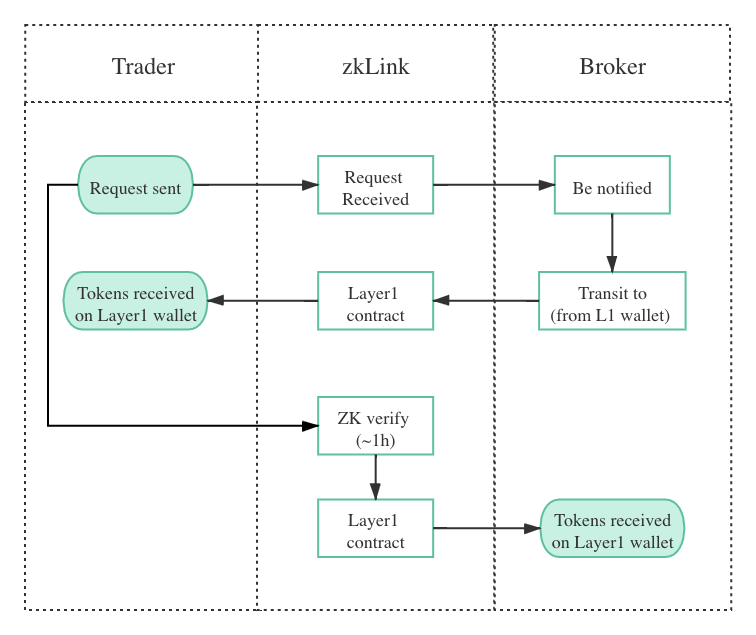 Trader
zkLink
Broker
Request sent
Request
Received
Be notified
Tokens received
on Layer1 wallet
Layer1
contract
Transit to
(from L1 wallet)
ZK verify
(~1h)
Layer1
contract
Tokens received
on Layer1 wallet